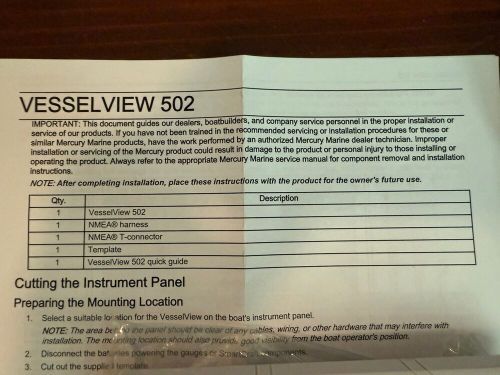 VESSELVIEW 502
IMPORTANT: This document guides our dealers, boatbuilders, and company service personnel in the proper installation or
service of our products. If you have not been trained in the recommended servicing or installation procedures for these or
similar Mercury Marine products, have the work performed by an authorized Mercury Marine dealer technician. Improper
installation or servicing of the Mercury product could result in damage to the product or personal injury to those installing or
operating the product. Always refer to the appropriate Mercury Marine service manual for component removal and installation
instructions.
NOTE: After completing installation, place these instructions with the product for the owner's future use.
Qty. Description
1 VesselView 502
1 NMEA® harness
1 NMEA® T-connector
1 Template
1 VesselView 502 quick guide
Cutting the Instrument Panel
Preparing the Mounting Location
1. Select a suitable location for the VesselView on the boat's instrument panel.
NOTE: The area behind the panel should be clear of any cables, wiring, or other hardware that may interfere with
installation. The mounting location should also provide good visibility from the boat operator's position.
2. Disconnect the batteries powering the gauges or components.
3. Cut out the supplied template.